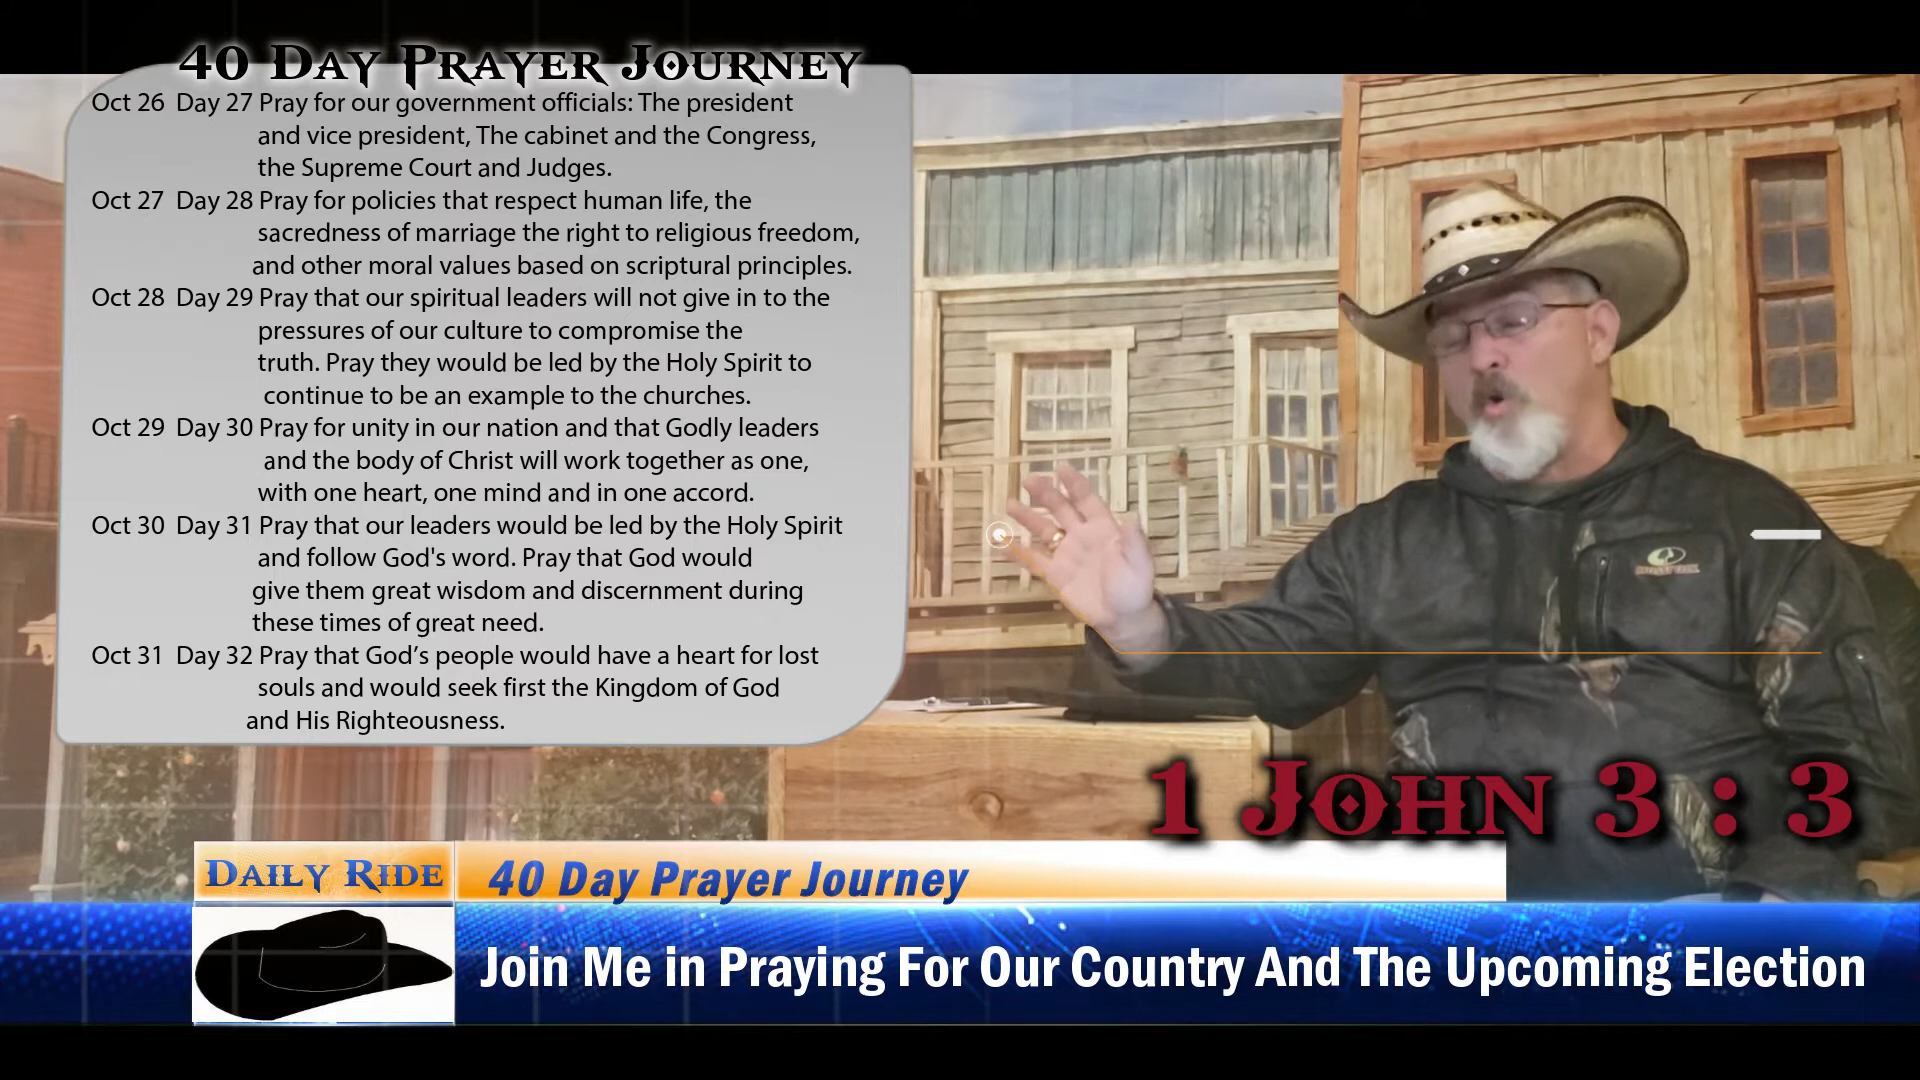 40 Day Prayer Journey
Oct 26 Day 27 Pray for our government officials: The president
and vice president, The cabinet and the Congress,
the Supreme Court and Judges.
Oct 27 Day 28 Pray for policies that respect human life, the
sacredness of marriage the right to religious freedom,
and other moral values based on scriptural principles.
Oct 28 Day 29 Pray that our spiritual leaders will not give in to the
pressures of our culture to compromise the
truth. Pray they would be led by the Holy Spirit to
continue to be an example to the churches.
Oct 29 Day 30 Pray for unity in our nation and that Godly leaders
and the body of Christ will work together as one,
with one heart, one mind and in one accord.
Oct 30 Day 31 Pray that our leaders would be led by the Holy Spirit
and follow God's word. Pray that God would
give them great wisdom and discernment during
these times of great need.
Oct 31 Day 32 Pray that God’s people would have a heart for lost
souls and would seek first the Kingdom of God
and His Righteousness.
1 John 3 : 3
Daily Ride
40 Day Prayer Journey
Join Me in Praying For Our Country And The Upcoming Election